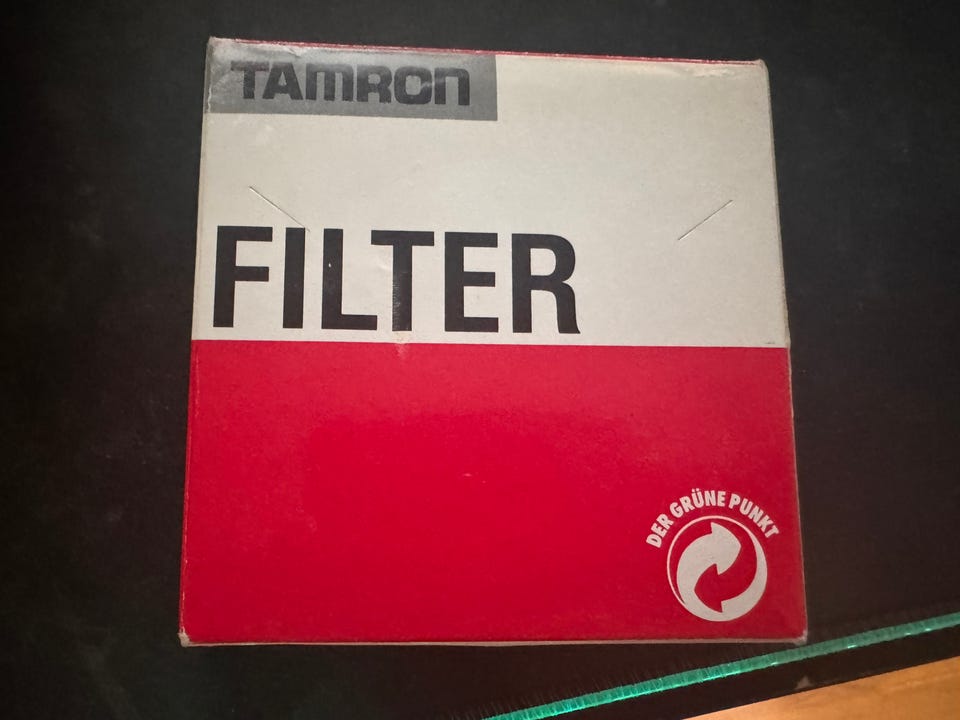 TAMRON
FILTER
DER GRÜNE PUNKT